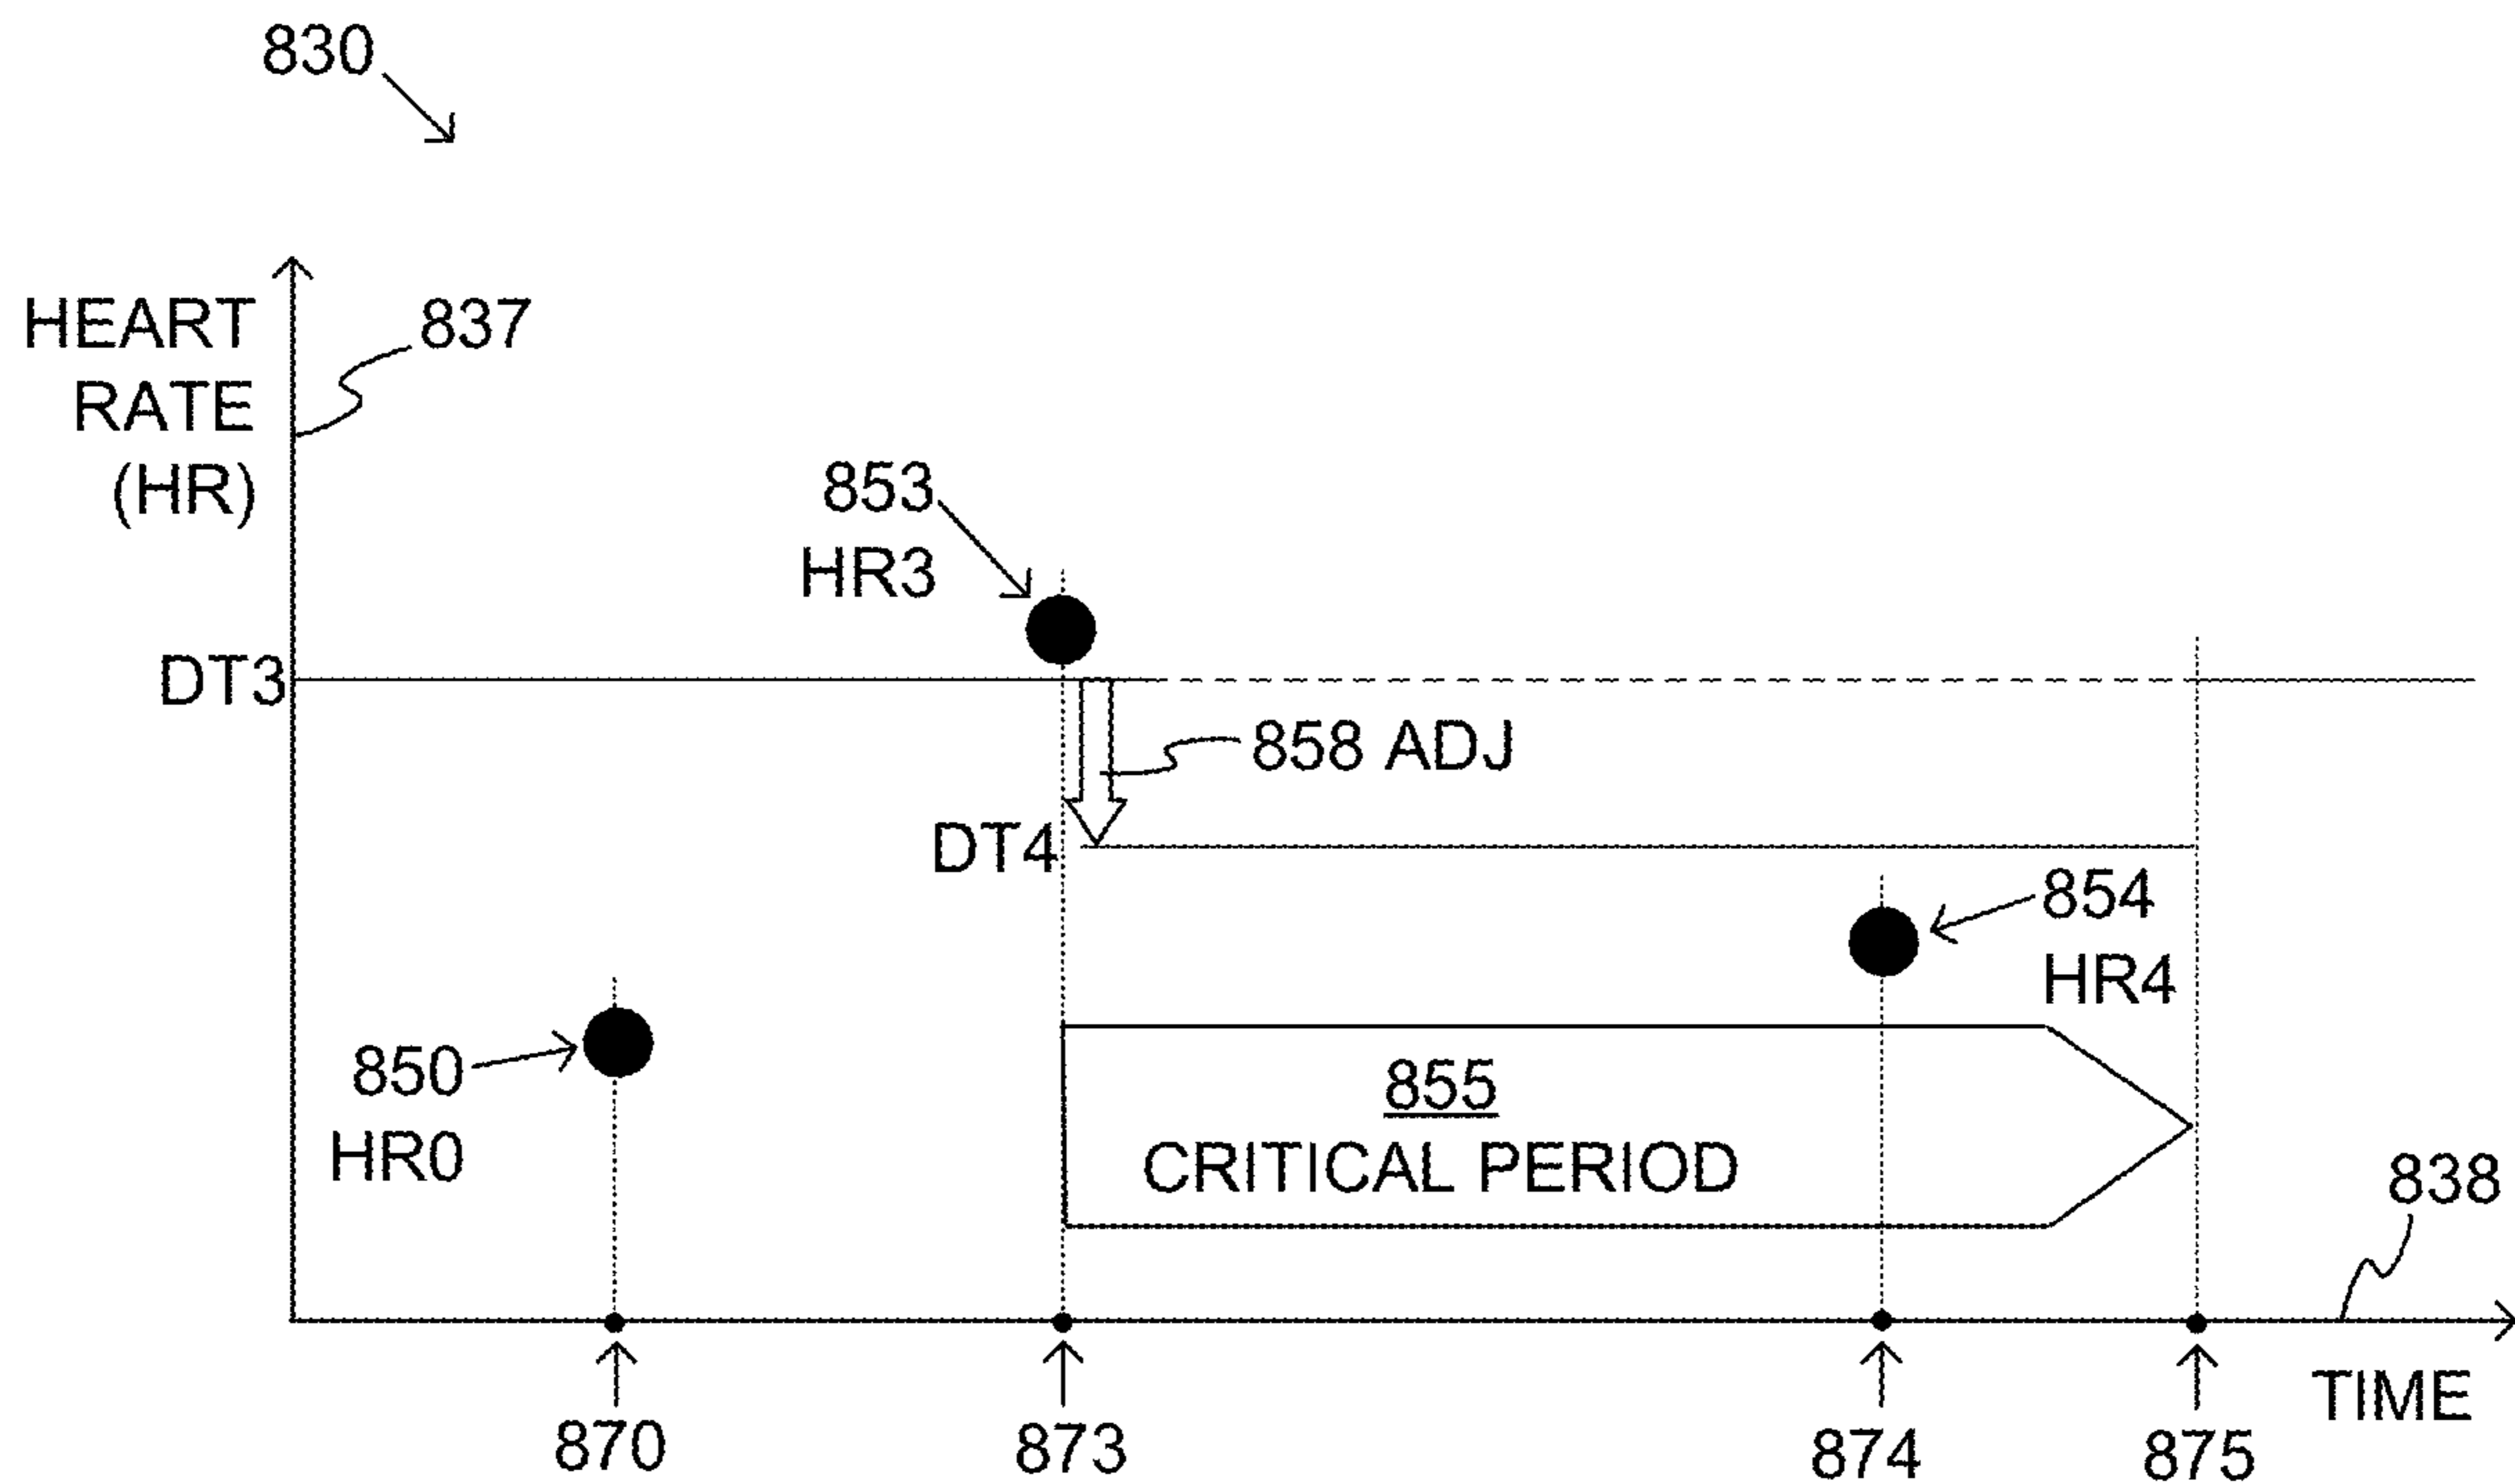 830
HEART
RATE
(HR)
837
853
HR3
DT3
858 ADJ
DT4
854
HR4
850
HR0
855
CRITICAL PERIOD
838
TIME
870
873
874
875